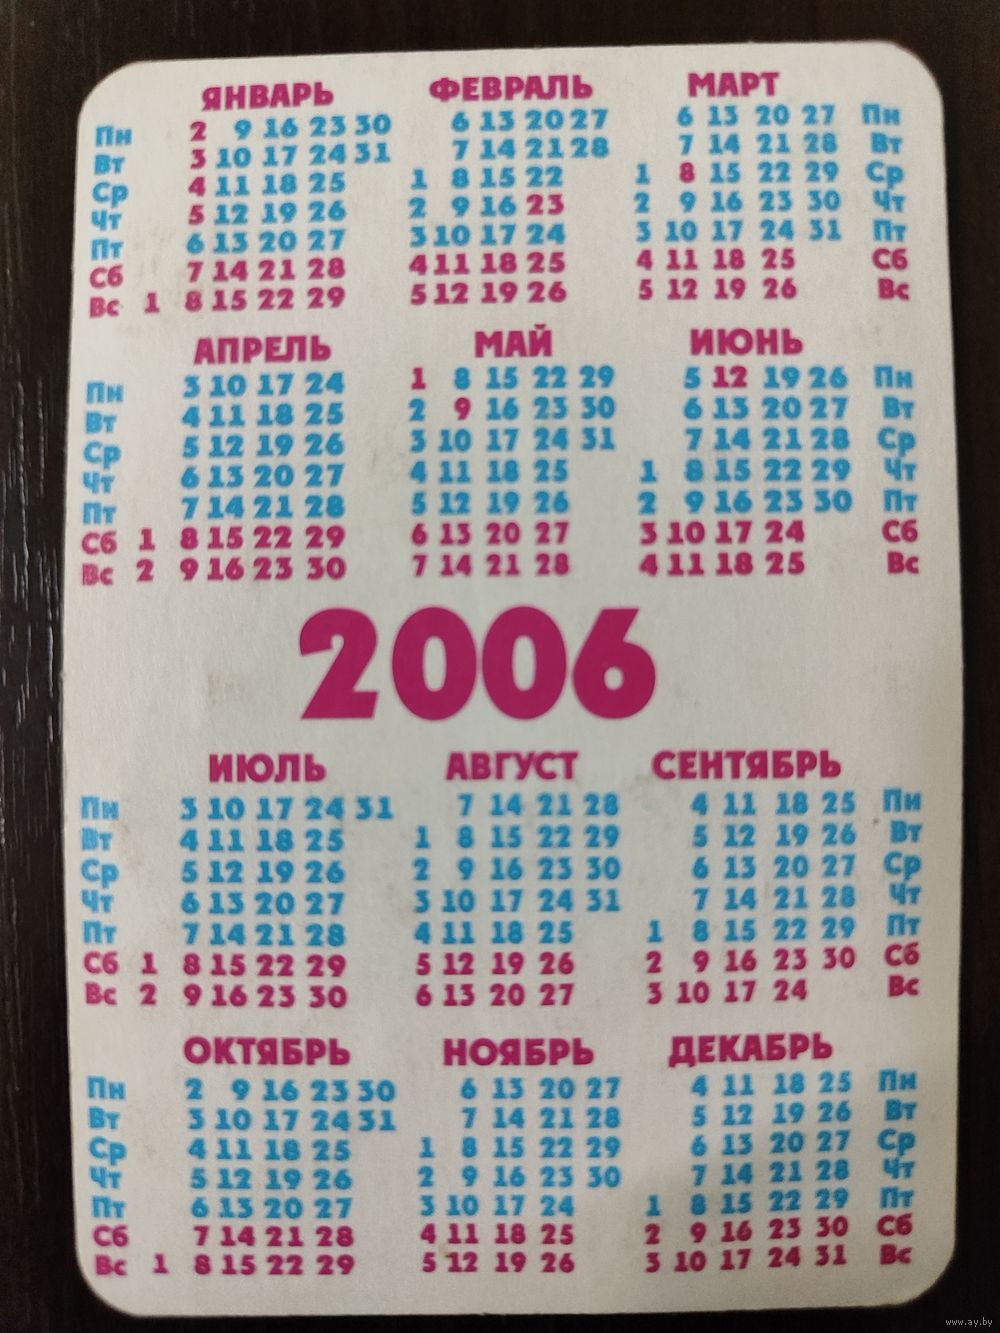 ЯНВАРЬ ФЕВРАЛЬ МАРТ
Пн 2 9 16 23 30 6 13 20 27 6 13 20 27 Пн
Вт 3 10 17 24 31 7 14 21 28 7 14 21 28 Вт
Ср 4 11 18 25 1 8 15 22 1 8 15 22 29 Ср
Чт 5 12 19 26 2 9 16 23 2 9 16 23 30 Чт
Пт 6 13 20 27 3 10 17 24 3 10 17 24 31 Пт
Сб 7 14 21 28 4 11 18 25 4 11 18 25 Сб
Вс 1 8 15 22 29 5 12 19 26 5 12 19 26 Вс
АПРЕЛЬ МАЙ ИЮНЬ
Пн 3 10 17 24 1 8 15 22 29 5 12 19 26 Пн
Вт 4 11 18 25 2 9 16 23 30 6 13 20 27 Вт
Ср 5 12 19 26 3 10 17 24 31 7 14 21 28 Ср
Чт 6 13 20 27 4 11 18 25 1 8 15 22 29 Чт
Пт 7 14 21 28 5 12 19 26 2 9 16 23 30 Пт
Сб 1 8 15 22 29 6 13 20 27 3 10 17 24 Сб
Вс 2 9 16 23 30 7 14 21 28 4 11 18 25 Вс
2006
ИЮЛЬ АВГУСТ СЕНТЯБРЬ
Пн 3 10 17 24 31 7 14 21 28 4 11 18 25 Пн
Вт 4 11 18 25 1 8 15 22 29 5 12 19 26 Вт
Ср 5 12 19 26 2 9 16 23 30 6 13 20 27 Ср
Чт 6 13 20 27 3 10 17 24 31 7 14 21 28 Чт
Пт 7 14 21 28 4 11 18 25 1 8 15 22 29 Пт
Сб 1 8 15 22 29 5 12 19 26 2 9 16 23 30 Сб
Вс 2 9 16 23 30 6 13 20 27 3 10 17 24 Вс
ОКТЯБРЬ НОЯБРЬ ДЕКАБРЬ
Пн 2 9 16 23 30 6 13 20 27 4 11 18 25 Пн
Вт 3 10 17 24 31 7 14 21 28 5 12 19 26 Вт
Ср 4 11 18 25 1 8 15 22 29 6 13 20 27 Ср
Чт 5 12 19 26 2 9 16 23 30 7 14 21 28 Чт
Пт 6 13 20 27 3 10 17 24 1 8 15 22 29 Пт
Сб 7 14 21 28 4 11 18 25 2 9 16 23 30 Сб
Вс 1 8 15 22 29 5 12 19 26 3 10 17 24 31 Вс
www.ay.by